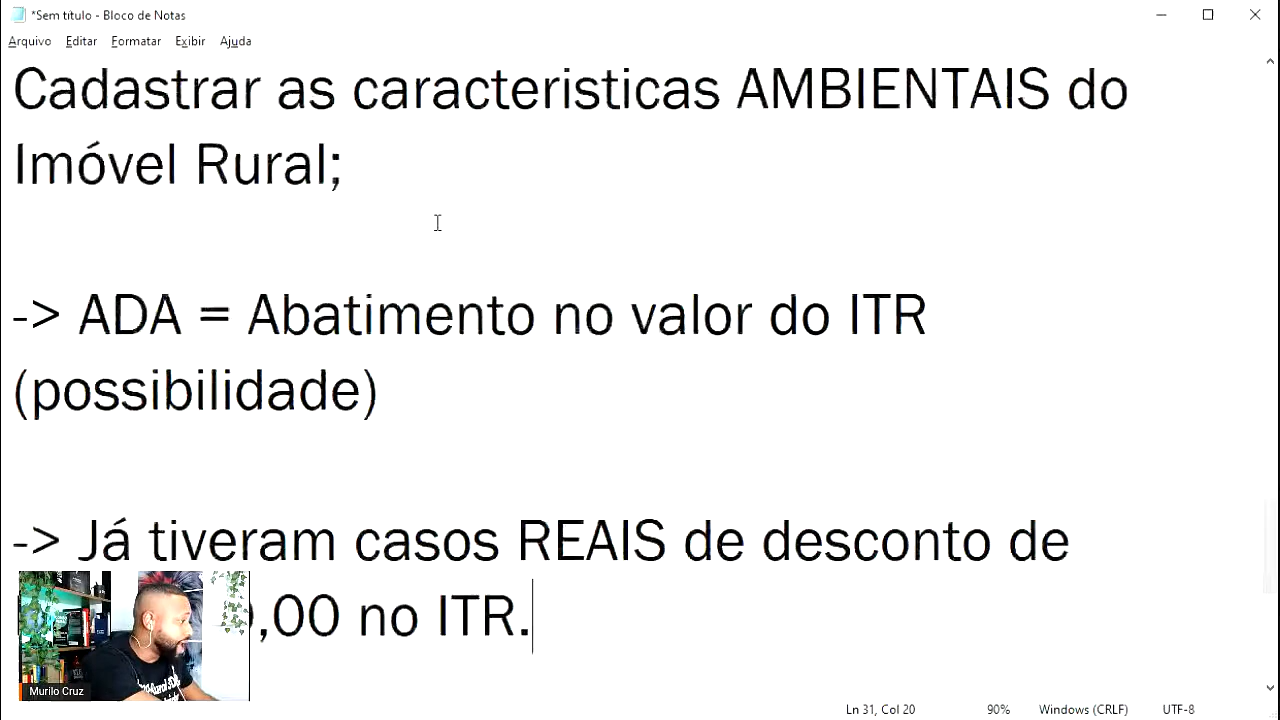 *Sem título - Bloco de Notas
Arquivo Editar Formatar Exibir Ajuda
Cadastrar as caracteristicas AMBIENTAIS do
Imóvel Rural;
-> ADA = Abatimento no valor do ITR
(possibilidade)
-> Já tiveram casos REAIS de desconto de
,00 no ITR.
Murilo Cruz
Ln 31, Col 20 90% Windows (CRLF) UTF-8